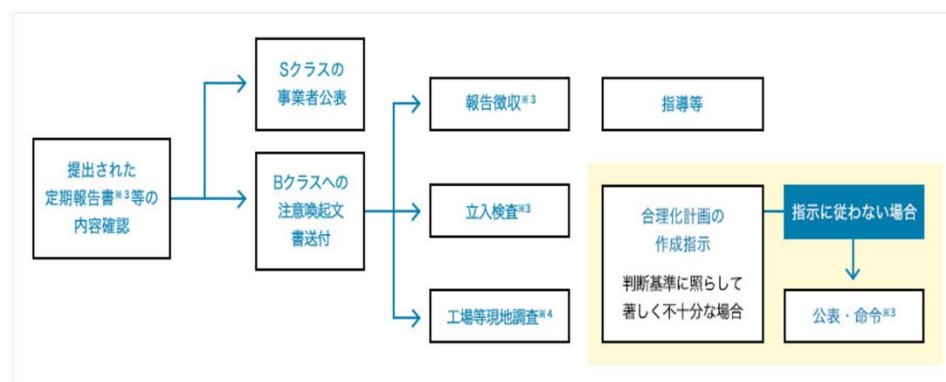 提出された
定期報告書※3等の
内容確認
Sクラスの
事業者公表
Bクラスへの
注意喚起文
書送付
報告徴収※3
立入検査※3
工場等現地調査※4
指導等
合理化計画の
作成指示
判断基準に照らして
著しく不十分な場合
指示に従わない場合
公表・命令※3